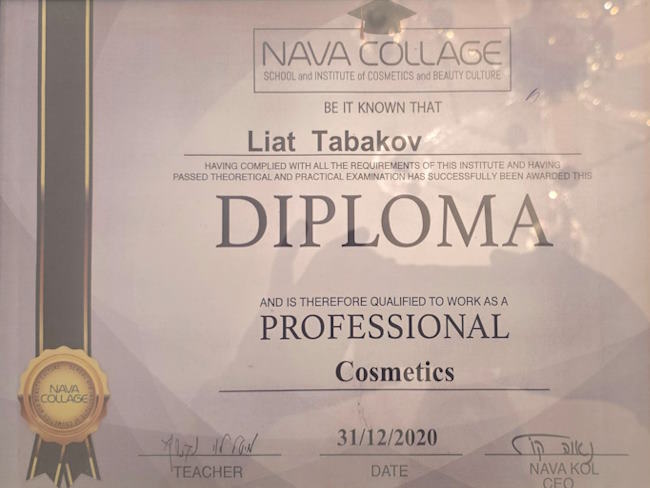 NAVA COLLAGE
SCHOOL and INSTITUTE of COSMETICS and BEAUTY CULTURE
BE IT KNOWN THAT
Liat Tabakov
HAVING COMPLIED WITH ALL THE REQUIREMENTS OF THIS INSTITUTE AND HAVING
PASSED THEORETICAL AND PRACTICAL EXAMINATION HAS SUCCESSFULLY BEEN AWARDED THIS
DIPLOMA
AND IS THEREFORE QUALIFIED TO WORK AS A
PROFESSIONAL
Cosmetics
NAVA
COLLAGE
31/12/2020
TEACHER
DATE
NAVA KOL
CEO